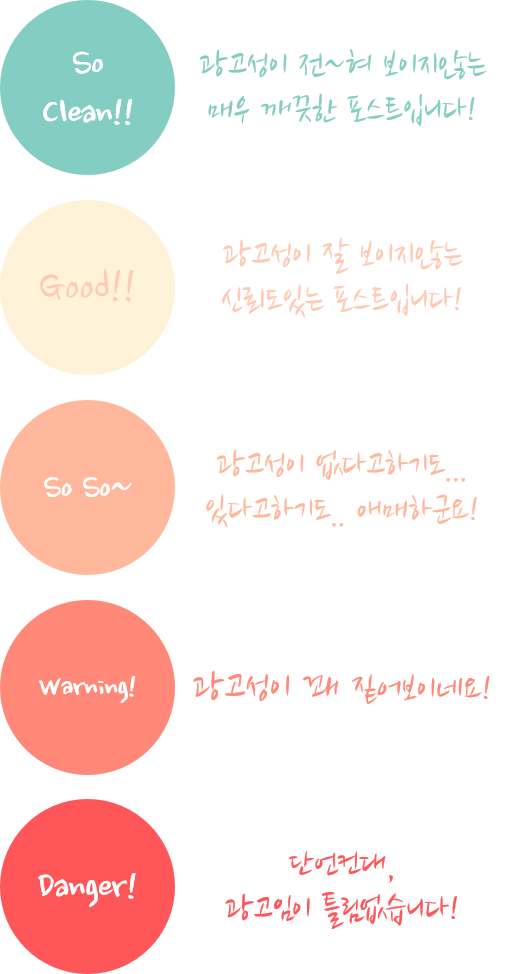 So
Clean!!
광고성이 전~혀 보이지않는
매우 깨끗한 포스트입니다!
Good!!
광고성이 잘 보이지않는
신뢰도있는 포스트입니다!
So So~
광고성이 없다고하기도...
있다고하기도.. 애매하군요!
Warning!
광고성이 꽤 짙어보이네요!
Danger!
단언컨대,
광고임이 틀림없습니다!